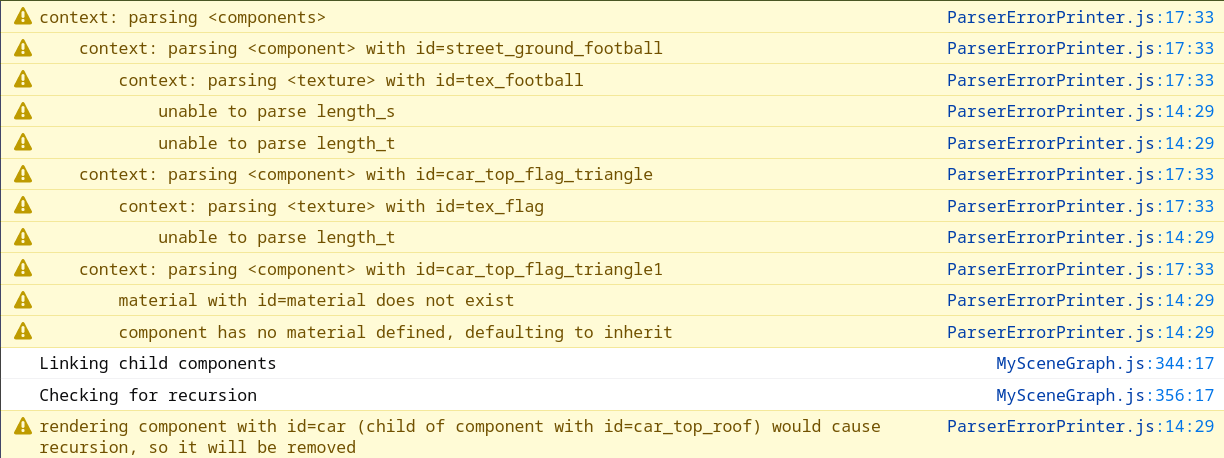 context: parsing <components> ParserErrorPrinter.js:17:33
context: parsing <component> with id=street_ground_football ParserErrorPrinter.js:17:33
context: parsing <texture> with id=tex_football ParserErrorPrinter.js:17:33
unable to parse length_s ParserErrorPrinter.js:14:29
unable to parse length_t ParserErrorPrinter.js:14:29
context: parsing <component> with id=car_top_flag_triangle ParserErrorPrinter.js:17:33
context: parsing <texture> with id=tex_flag ParserErrorPrinter.js:17:33
unable to parse length_t ParserErrorPrinter.js:14:29
context: parsing <component> with id=car_top_flag_triangle1 ParserErrorPrinter.js:17:33
material with id=material does not exist ParserErrorPrinter.js:14:29
component has no material defined, defaulting to inherit ParserErrorPrinter.js:14:29
Linking child components MySceneGraph.js:344:17
Checking for recursion MySceneGraph.js:356:17
rendering component with id=car (child of component with id=car_top_roof) would cause ParserErrorPrinter.js:14:29
recursion, so it will be removed